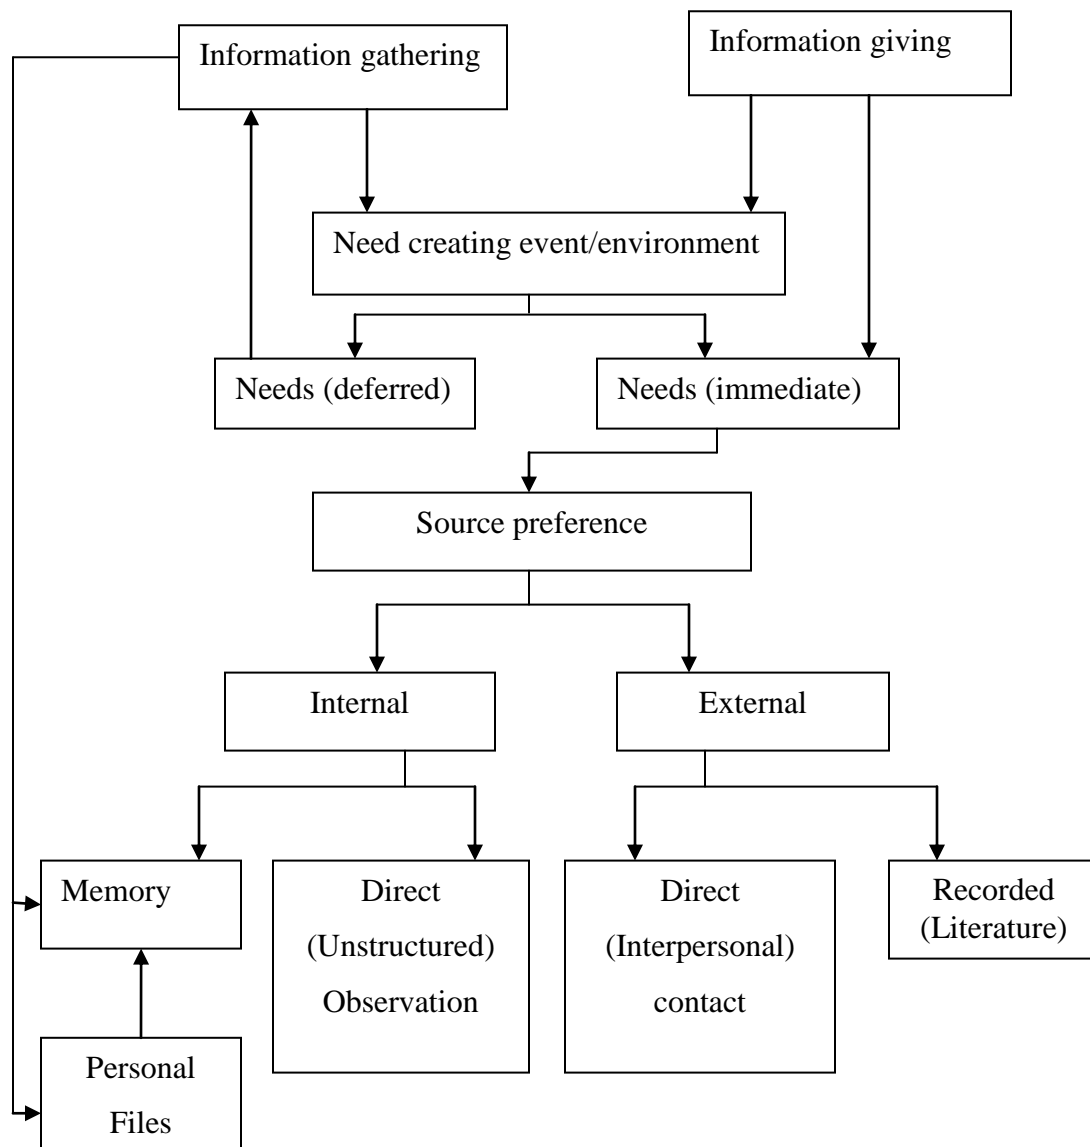 Information gathering
Information giving
Need creating event/environment
Needs (deferred)
Needs (immediate)
Source preference
Internal
External
Memory
Direct
(Unstructured)
Observation
Direct
(Interpersonal)
contact
Recorded
(Literature)
Personal
Files